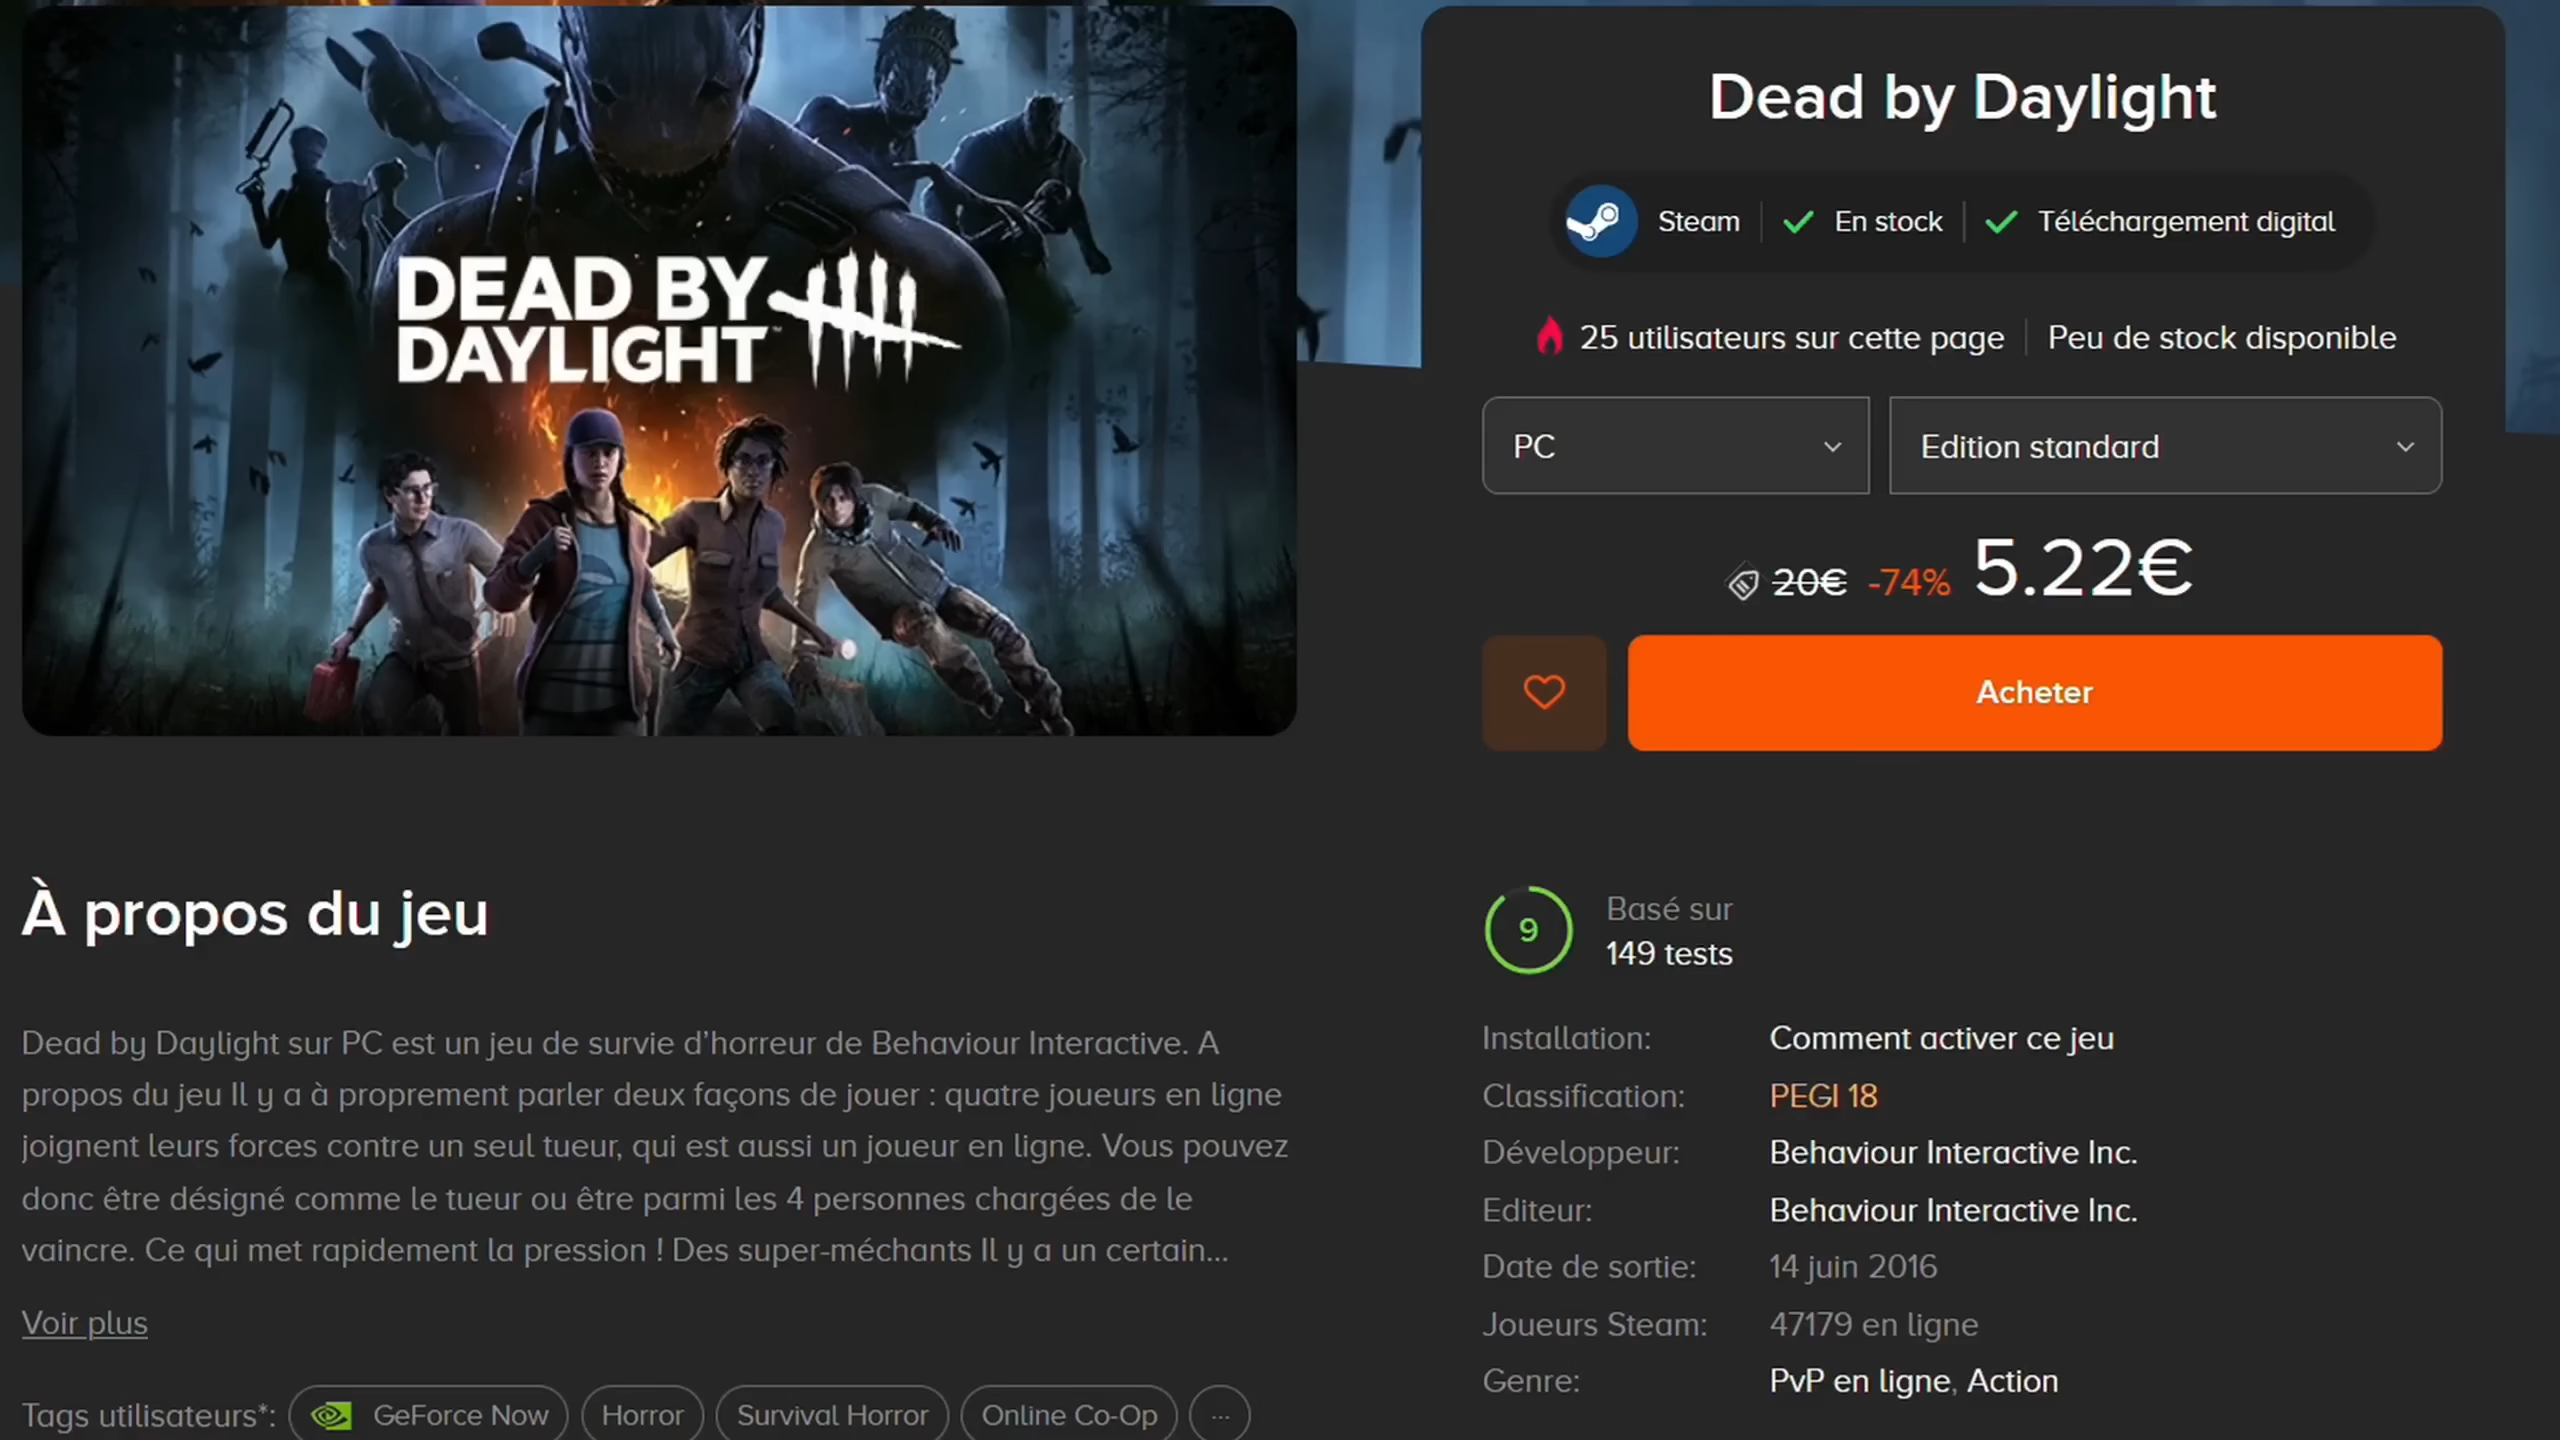 DEAD BY
DAYLIGHT™
Dead by Daylight
Steam
En stock
Téléchargement digital
25 utilisateurs sur cette page
Peu de stock disponible
PC
Edition standard
20€ -74% 5.22€
Acheter
À propos du jeu
Dead by Daylight sur PC est un jeu de survie d’horreur de Behaviour Interactive. A
propos du jeu Il y a à proprement parler deux façons de jouer : quatre joueurs en ligne
joignent leurs forces contre un seul tueur, qui est aussi un joueur en ligne. Vous pouvez
donc être désigné comme le tueur ou être parmi les 4 personnes chargées de le
vaincre. Ce qui met rapidement la pression ! Des super-méchants Il y a un certain...
Voir plus
Tags utilisateurs*: GeForce Now Horror Survival Horror Online Co-Op ...
9
Basé sur
149 tests
Installation: Comment activer ce jeu
Classification: PEGI 18
Développeur: Behaviour Interactive Inc.
Editeur: Behaviour Interactive Inc.
Date de sortie: 14 juin 2016
Joueurs Steam: 47179 en ligne
Genre: PvP en ligne, Action